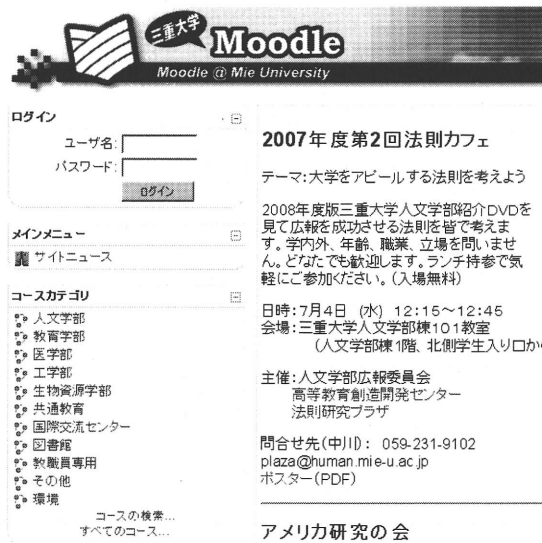 三重大学
Moodle
Moodle @ Mie University
ログイン
ユーザ名:
パスワード:
ログイン
メインメニュー
サイトニュース
コースカテゴリ
人文学部
教育学部
医学部
工学部
生物資源学部
共通教育
国際交流センター
図書館
教職員専用
その他
環境
コースの検索...
すべてのコース...
2007年度第2回法則カフェ
テーマ:大学をアピールする法則を考えよう
2008年度版三重大学人文学部紹介DVDを
見て広報を成功させる法則を皆で考えま
す。学内外、年齢、職業、立場を問いませ
ん。どなたでも歓迎します。ランチ持参で気
軽にご参加ください。(入場無料)
日時:7月4日 (水) 12:15~12:45
会場:三重大学人文学部棟101教室
(人文学部棟1階、北側学生入り口か
主催:人文学部広報委員会
高等教育創造開発センター
法則研究プラザ
問合せ先(中川): 059-231-9102
plaza@human.mie-u.ac.jp
ポスター(PDF)
アメリカ研究の会